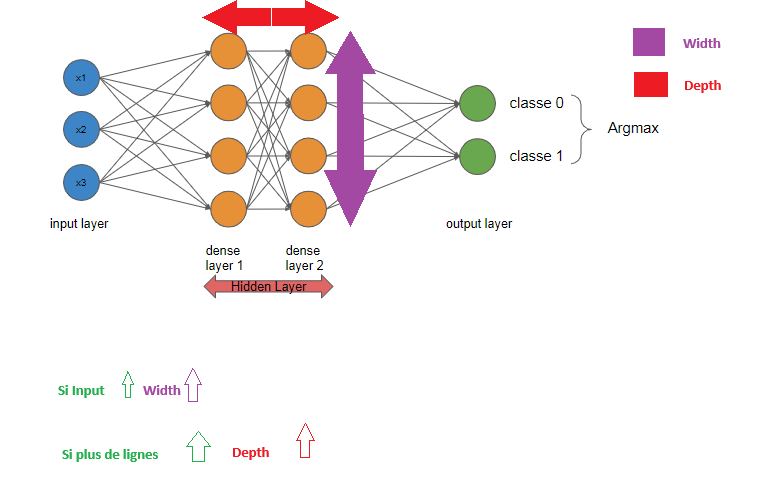 Width
Depth
x1
x2
x3
classe 0
classe 1
Argmax
input layer
output layer
dense
layer 1
dense
layer 2
Hidden Layer
Si Input Width
Si plus de lignes Depth